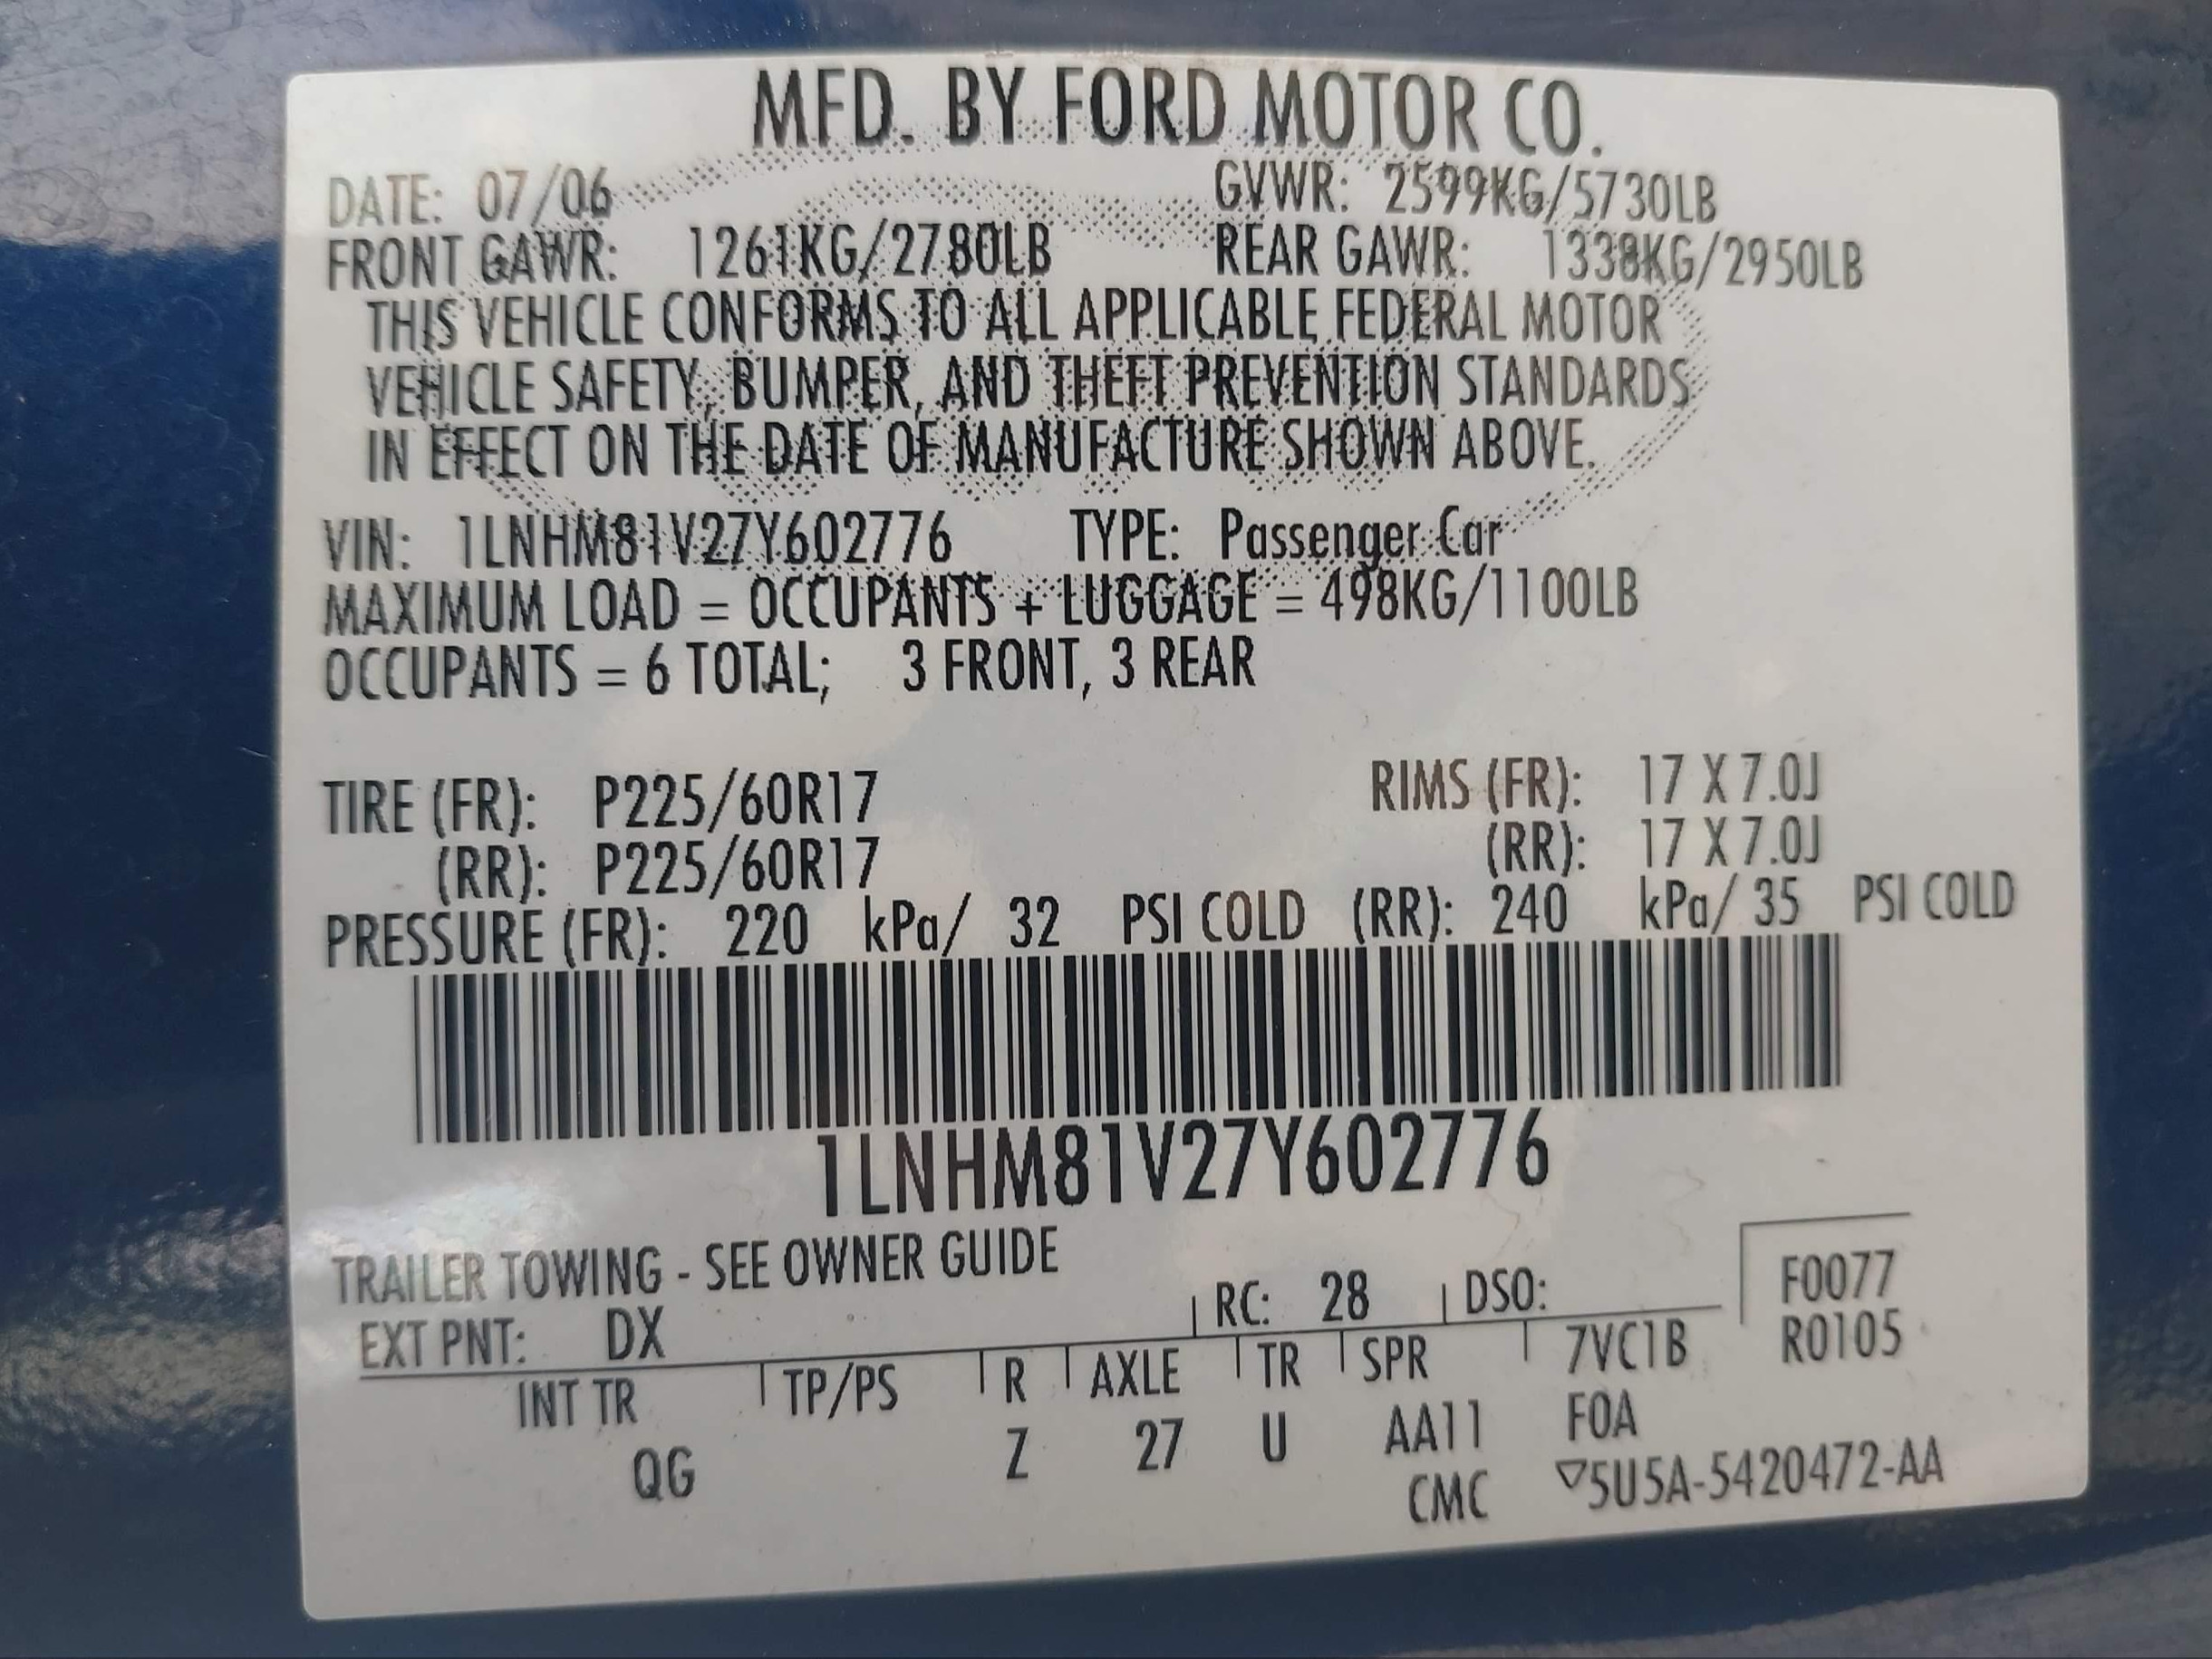 MFD. BY FORD MOTOR CO.
DATE: 07/06 GVWR: 2599KG/5730LB
FRONT GAWR: 1261KG/2780LB REAR GAWR: 1338KG/2950LB
THIS VEHICLE CONFORMS TO ALL APPLICABLE FEDERAL MOTOR
VEHICLE SAFETY, BUMPER, AND THEFT PREVENTION STANDARDS
IN EFFECT ON THE DATE OF MANUFACTURE SHOWN ABOVE.
VIN: 1LNHM81V27Y602776 TYPE: Passenger Car
MAXIMUM LOAD = OCCUPANTS + LUGGAGE = 498KG/1100LB
OCCUPANTS = 6 TOTAL; 3 FRONT, 3 REAR
TIRE (FR): P225/60R17 RIMS (FR): 17 X 7.0J
(RR): P225/60R17 (RR): 17 X 7.0J
PRESSURE (FR): 220 kPa/ 32 PSI COLD (RR): 240 kPa/ 35 PSI COLD
1LNHM81V27Y602776
TRAILER TOWING - SEE OWNER GUIDE
EXT PNT: DX RC: 28 DSO: F0077
INT TR TP/PS R AXLE TR SPR 7VC1B R0105
QG Z 27 U AA11 F0A
CMC ▽5U5A-5420472-AA